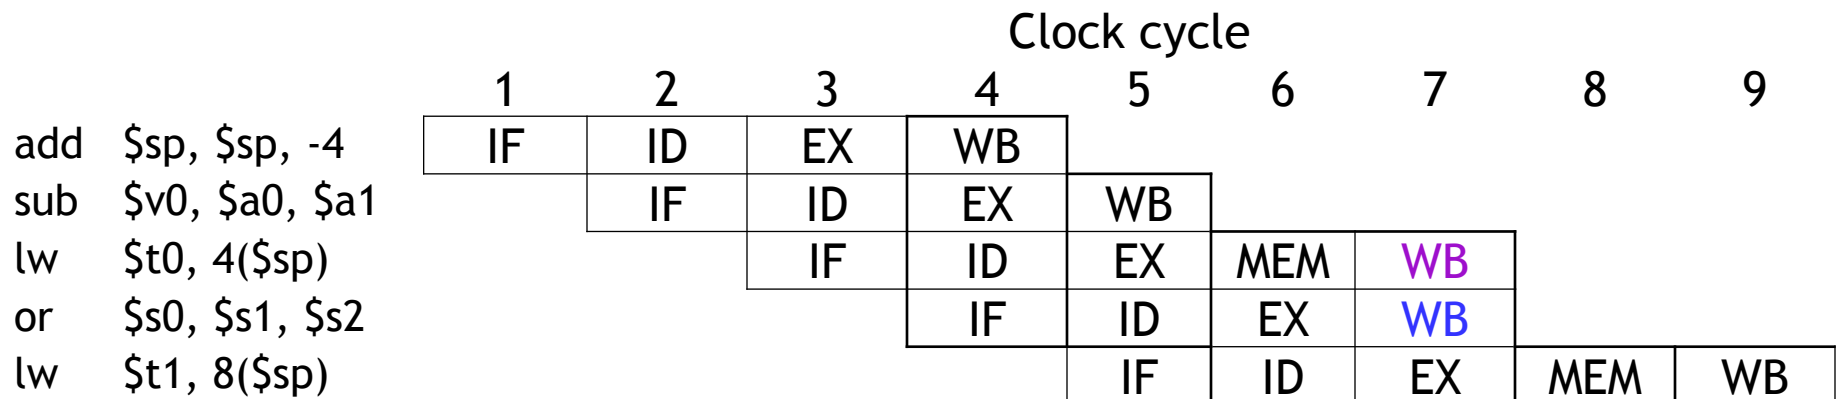 Clock cycle
1 2 3 4 5 6 7 8 9
add $sp, $sp, -4 IF ID EX WB
sub $v0, $a0, $a1 IF ID EX WB
lw $t0, 4($sp) IF ID EX MEM WB
or $s0, $s1, $s2 IF ID EX WB
lw $t1, 8($sp) IF ID EX MEM WB